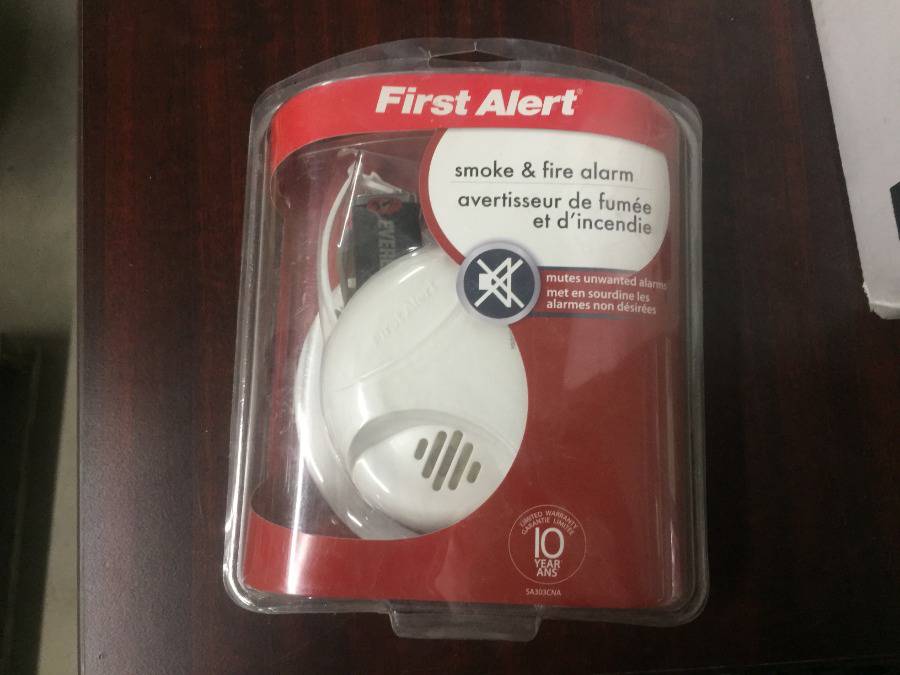 First Alert®
smoke & fire alarm
avertisseur de fumée
et d'incendie
mutes unwanted alarms
met en sourdine les
alarmes non désirées
First Alert
LIMITED WARRANTY
GARANTIE LIMITÉE
10
YEAR
ANS
SA303CNA